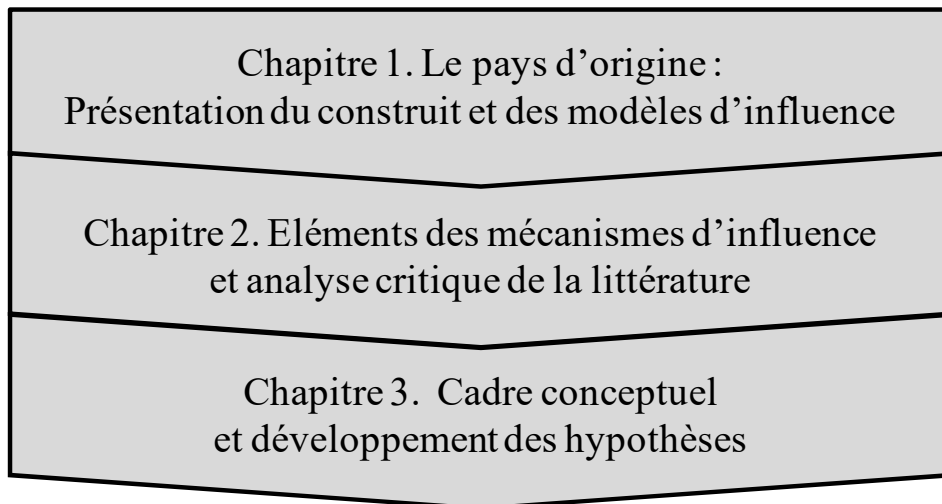 Chapitre 1. Le pays d’origine :
Présentation du construit et des modèles d’influence
Chapitre 2. Eléments des mécanismes d’influence
et analyse critique de la littérature
Chapitre 3. Cadre conceptuel
et développement des hypothèses